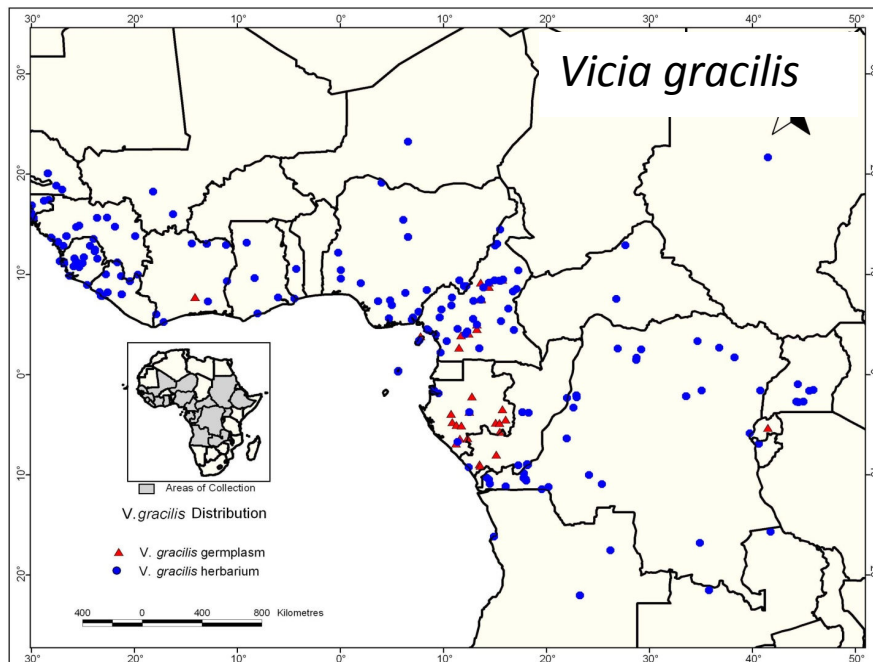 30° 20° 10° 0° 10° 20° 30° 40° 50°
Vicia gracilis
30°
20°
10°
0°
10°
20°
Areas of Collection
V. gracilis Distribution
V. gracilis germplasm
V. gracilis herbarium
400 0 400 800 Kilometres
30° 20° 10° 0° 10° 20° 30° 40° 50°